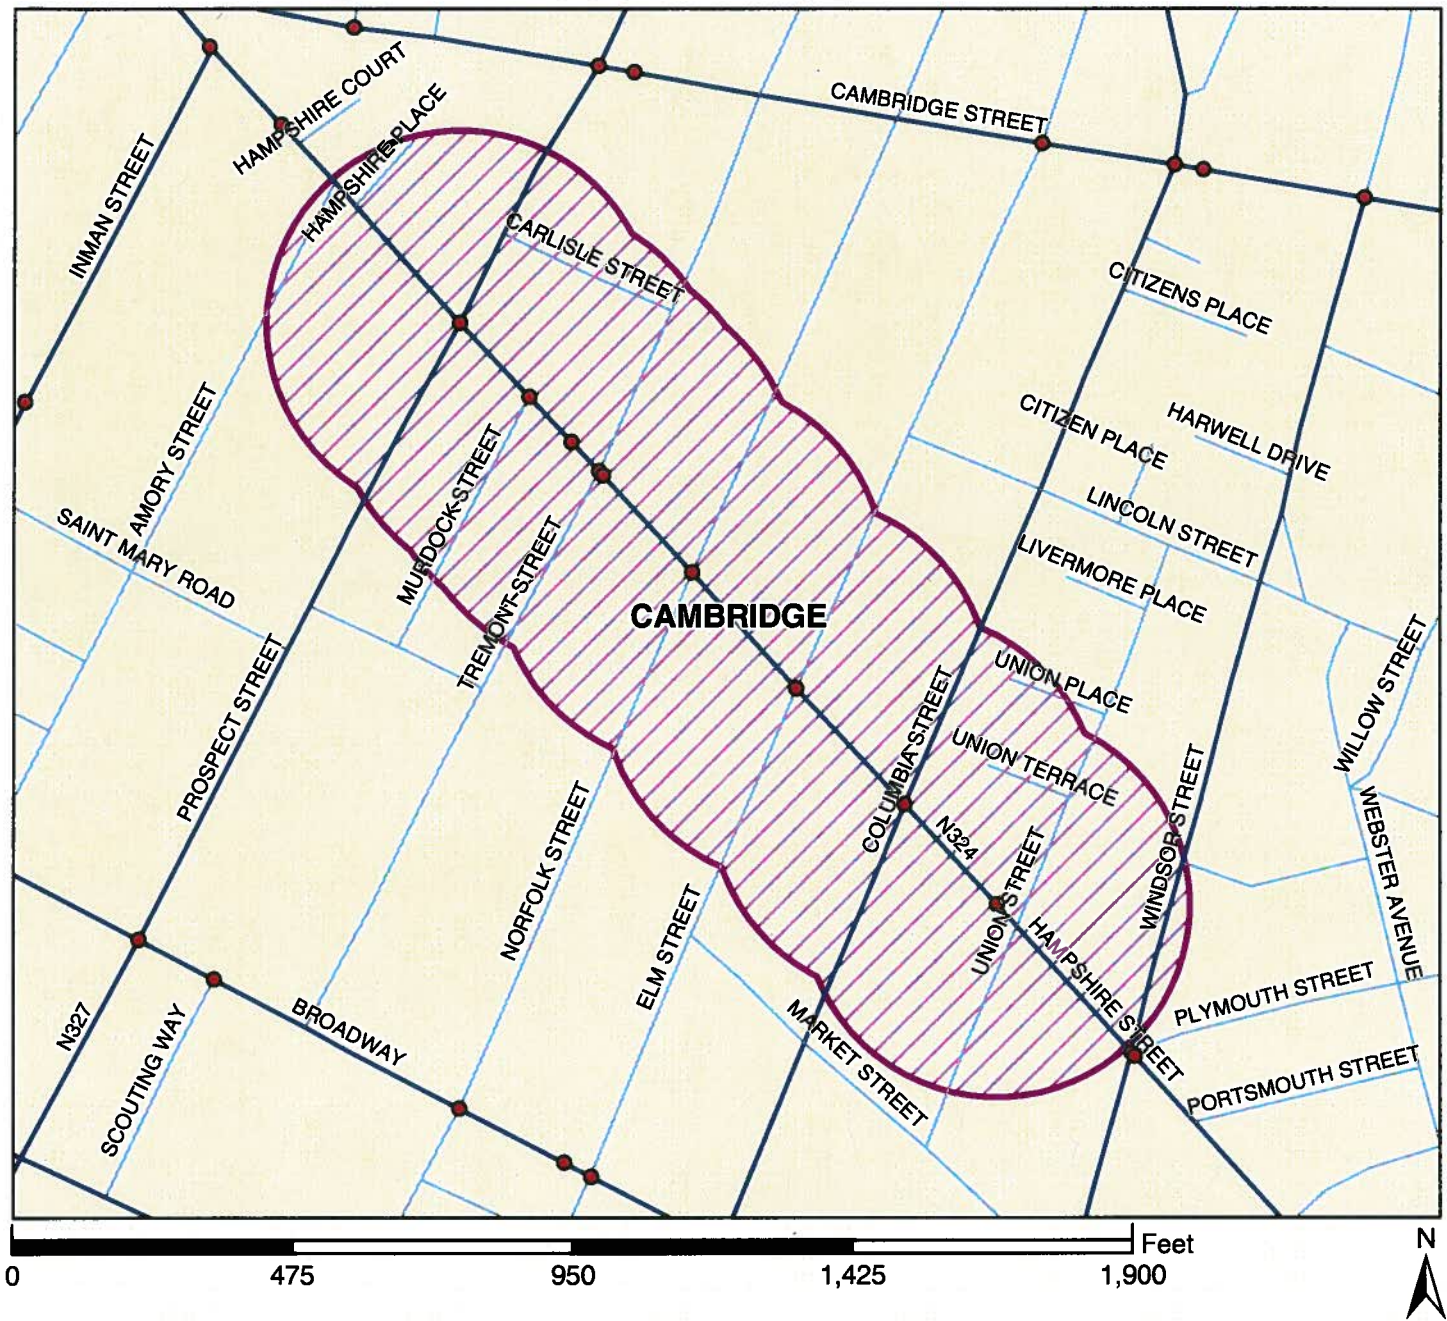 HAMPSHIRE COURT
HAMPSHIRE PLACE
CAMBRIDGE STREET
INMAN STREET
CARLISLE STREET
CITIZENS PLACE
AMORY STREET
CITIZEN PLACE
HARWELL DRIVE
SAINT MARY ROAD
MURDOCK STREET
LINCOLN STREET
TREMONT STREET
LIVERMORE PLACE
CAMBRIDGE
PROSPECT STREET
UNION PLACE
WILLOW STREET
COLUMBIA STREET
UNION TERRACE
WINDSOR STREET
NORFOLK STREET
N324
UNION STREET
WEBSTER AVENUE
ELM STREET
HAMPSHIRE STREET
PLYMOUTH STREET
N327
SCOUTING WAY
BROADWAY
MARKET STREET
PORTSMOUTH STREET
Feet
N
0 475 950 1,425 1,900